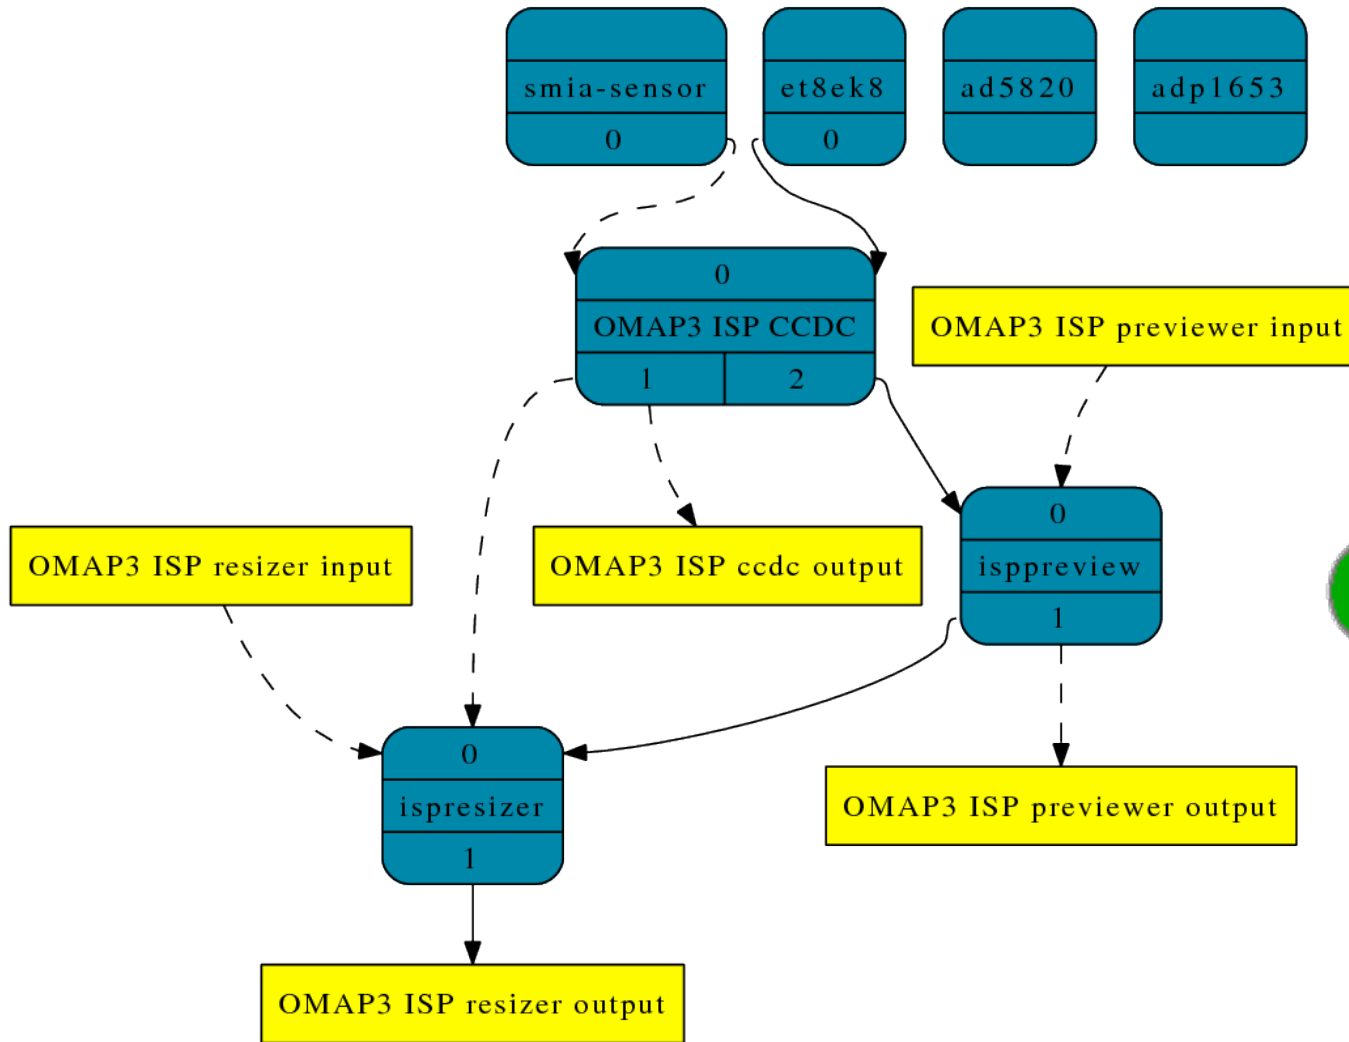 smia-sensor
0
et8ek8
0
ad5820
adp1653
0
OMAP3 ISP CCDC
1
2
OMAP3 ISP previewer input
0
isppreview
1
OMAP3 ISP resizer input
OMAP3 ISP ccdc output
0
ispresizer
1
OMAP3 ISP previewer output
OMAP3 ISP resizer output